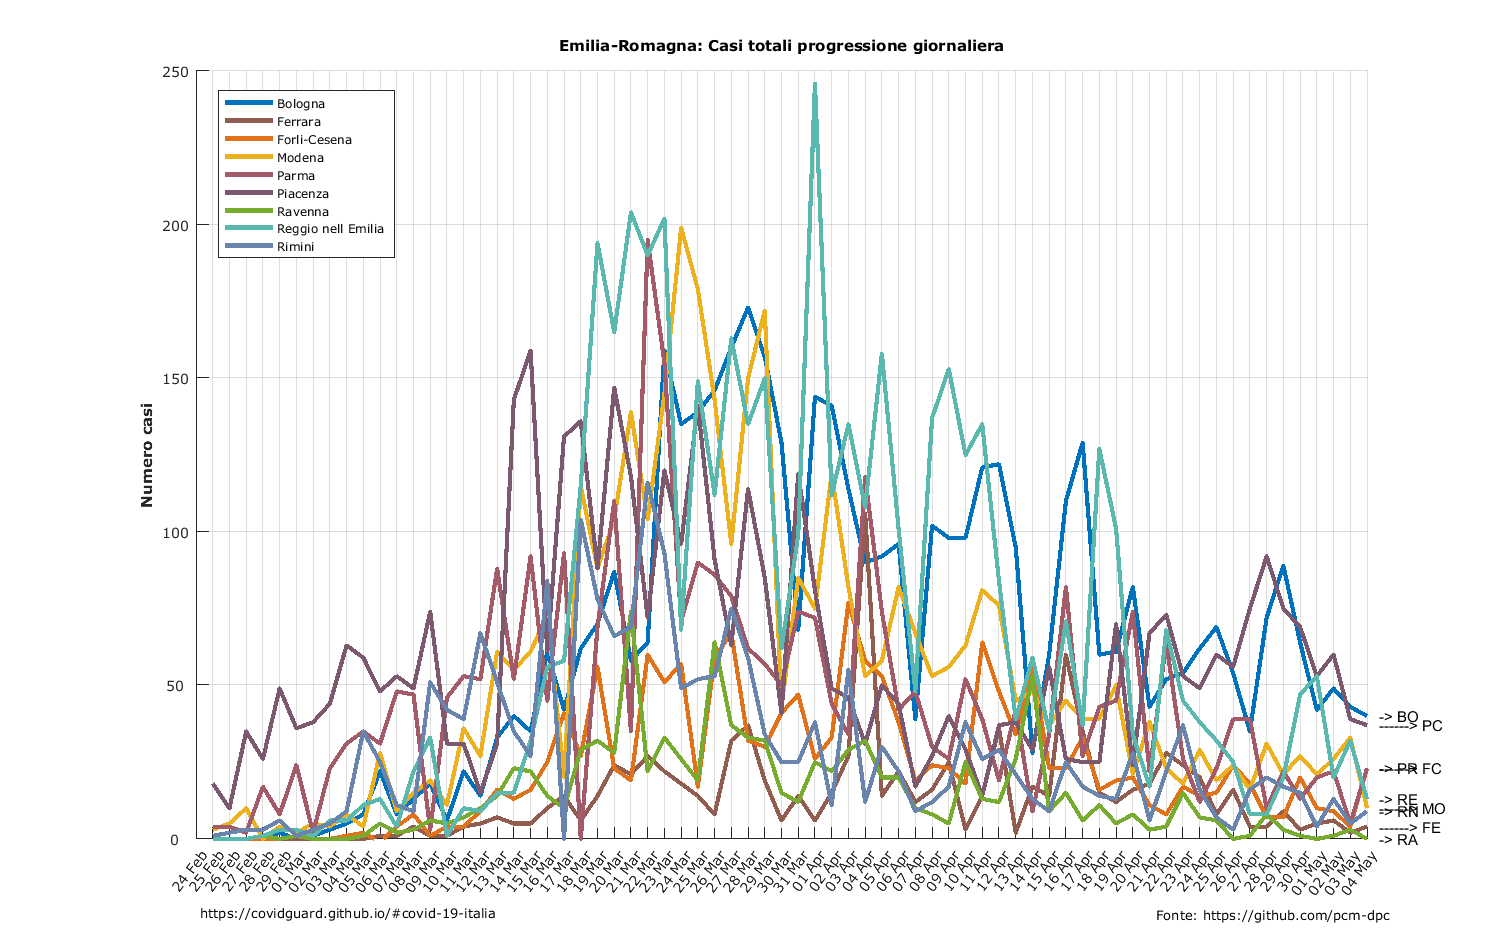 Emilia-Romagna: Casi totali progressione giornaliera
Numero casi
250
200
150
100
50
0
Bologna
Ferrara
Forli-Cesena
Modena
Parma
Piacenza
Ravenna
Reggio nell Emilia
Rimini
-> BO
------> PC
-> PR
------> FC
-> RE
------> MO
-> RN
------> FE
-> RA
24 Feb
25 Feb
26 Feb
27 Feb
28 Feb
29 Feb
01 Mar
02 Mar
03 Mar
04 Mar
05 Mar
06 Mar
07 Mar
08 Mar
09 Mar
10 Mar
11 Mar
12 Mar
13 Mar
14 Mar
15 Mar
16 Mar
17 Mar
18 Mar
19 Mar
20 Mar
21 Mar
22 Mar
23 Mar
24 Mar
25 Mar
26 Mar
27 Mar
28 Mar
30 Mar
31 Mar
01 Apr
02 Apr
03 Apr
04 Apr
05 Apr
06 Apr
07 Apr
08 Apr
09 Apr
10 Apr
11 Apr
12 Apr
13 Apr
14 Apr
15 Apr
16 Apr
17 Apr
18 Apr
19 Apr
20 Apr
21 Apr
22 Apr
23 Apr
24 Apr
25 Apr
26 Apr
27 Apr
28 Apr
29 Apr
30 Apr
01 May
02 May
03 May
04 May
https://covidguard.github.io/#covid-19-italia
Fonte: https://github.com/pcm-dpc